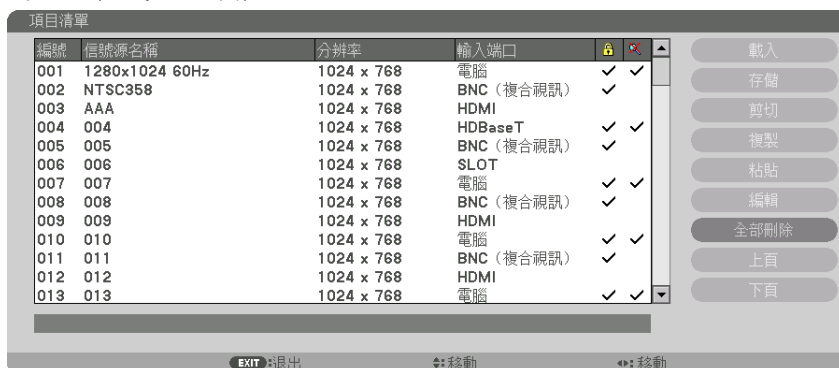 項目清單
編號 信號源名稱 分辨率 輸入端口
001 1280x1024 60Hz 1024 x 768 電腦 ✓ ✓
002 NTSC358 1024 x 768 BNC（複合視訊） ✓
003 AAA 1024 x 768 HDMI
004 004 1024 x 768 HDBaseT ✓ ✓
005 005 1024 x 768 BNC（複合視訊） ✓
006 006 1024 x 768 SLOT
007 007 1024 x 768 電腦 ✓ ✓
008 008 1024 x 768 BNC（複合視訊） ✓
009 009 1024 x 768 HDMI
010 010 1024 x 768 電腦 ✓ ✓
011 011 1024 x 768 BNC（複合視訊） ✓
012 012 1024 x 768 HDMI
013 013 1024 x 768 電腦 ✓ ✓
載入
存儲
剪切
複製
粘貼
編輯
全部刪除
上頁
下頁
EXIT:退出 :移動 :移動